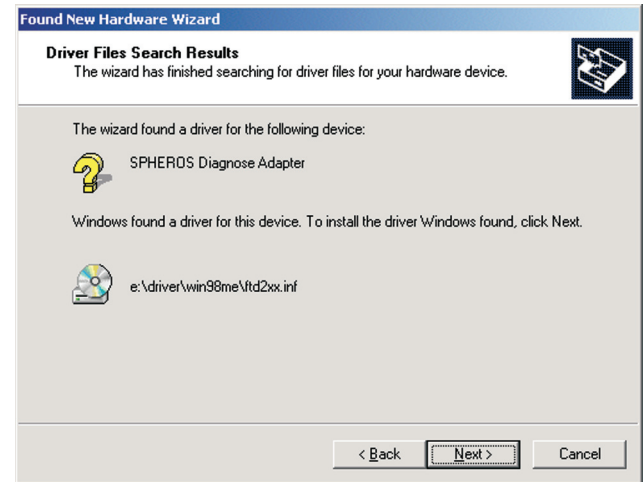 Found New Hardware Wizard
Driver Files Search Results
The wizard has finished searching for driver files for your hardware device.
The wizard found a driver for the following device:
SPHEROS Diagnose Adapter
Windows found a driver for this device. To install the driver Windows found, click Next.
e:\driver\win98me\ftd2xx.inf
< Back Next > Cancel